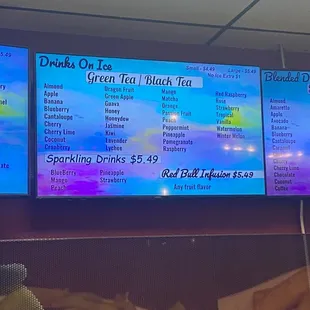 $5.49
Drinks On Ice
Small - $4.49 Large - $5.49
No Ice Extra $1
Green Tea / Black Tea
Almond
Apple
Banana
Blueberry
Cantaloupe
Cherry
Cherry Lime
Coconut
Cranberry
Dragon Fruit
Green Apple
Guava
Honey
Honeydew
Jasmine
Kiwi
Lavender
Lychee
Mango
Matcha
Orange
Passion Fruit
Peach
Peppermint
Pineapple
Pomegranate
Raspberry
Red Raspberry
Rose
Strawberry
Tropical
Vanilla
Watermelon
Winter Melon
Sparkling Drinks $5.49
BlueBerry
Mango
Peach
Pineapple
Strawberry
Red Bull Infusion $5.49
Any fruit flavor
Blended
Almond
Amaretto
Apple
Avocado
Banana
Cantaloupe
Cherry
Cherry Lime
Chocolate
Coconut
Coffee